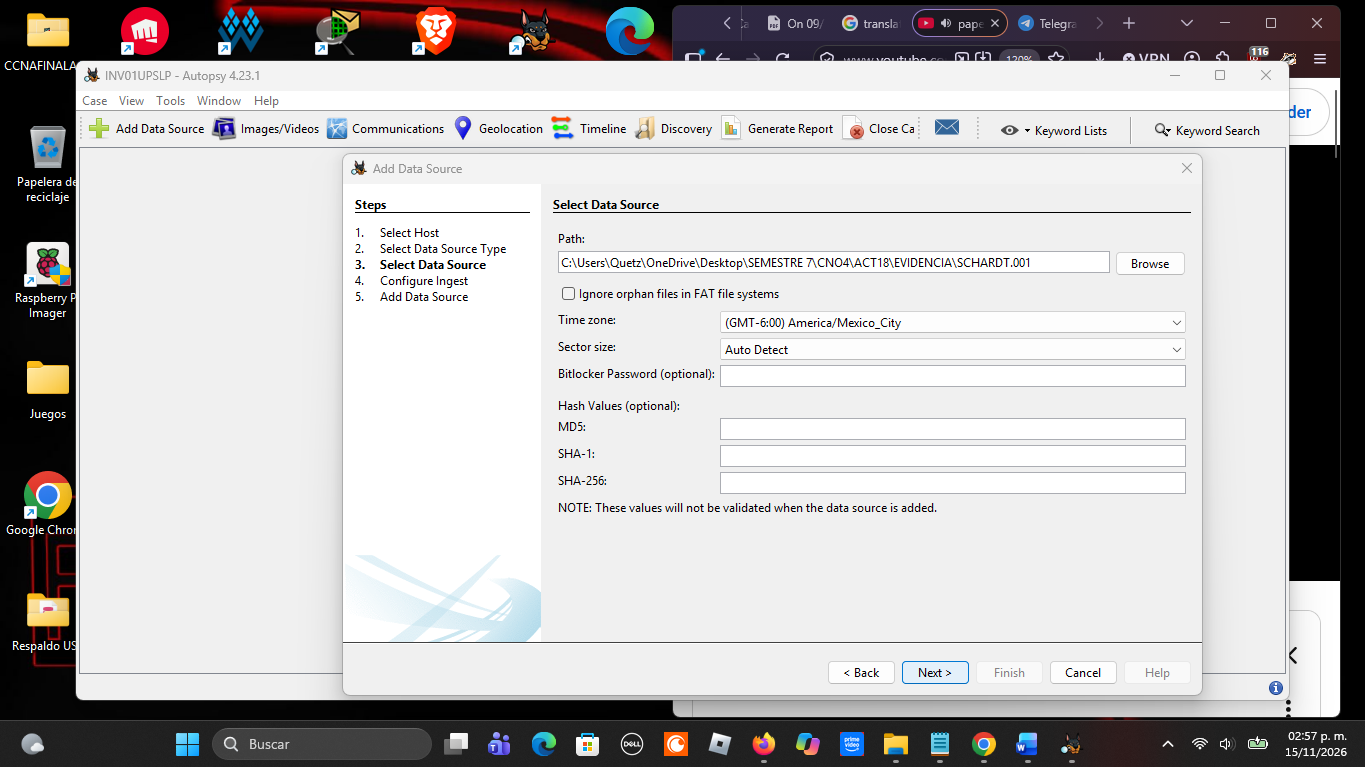 On 09/
transla
pape
Telegra
VPN
116
www.youtube.c
120%
CCNAFINALA
INV01UPSLP - Autopsy 4.23.1
Case View Tools Window Help
Add Data Source Images/Videos Communications Geolocation Timeline Discovery Generate Report Close Ca Keyword Lists Keyword Search
der
Papelera de
reciclaje
Raspberry P
Imager
Juegos
Google Chron
Respaldo US
Add Data Source
Steps
1. Select Host
2. Select Data Source Type
3. Select Data Source
4. Configure Ingest
5. Add Data Source
Select Data Source
Path:
C:\Users\Quetz\OneDrive\Desktop\SEMESTRE 7\CNO4\ACT18\EVIDENCIA\SCHARDT.001
Browse
Ignore orphan files in FAT file systems
Time zone: (GMT-6:00) America/Mexico_City
Sector size: Auto Detect
Bitlocker Password (optional):
Hash Values (optional):
MD5:
SHA-1:
SHA-256:
NOTE: These values will not be validated when the data source is added.
< Back Next > Finish Cancel Help
Buscar
DELL
prime
video
02:57 p. m.
15/11/2026